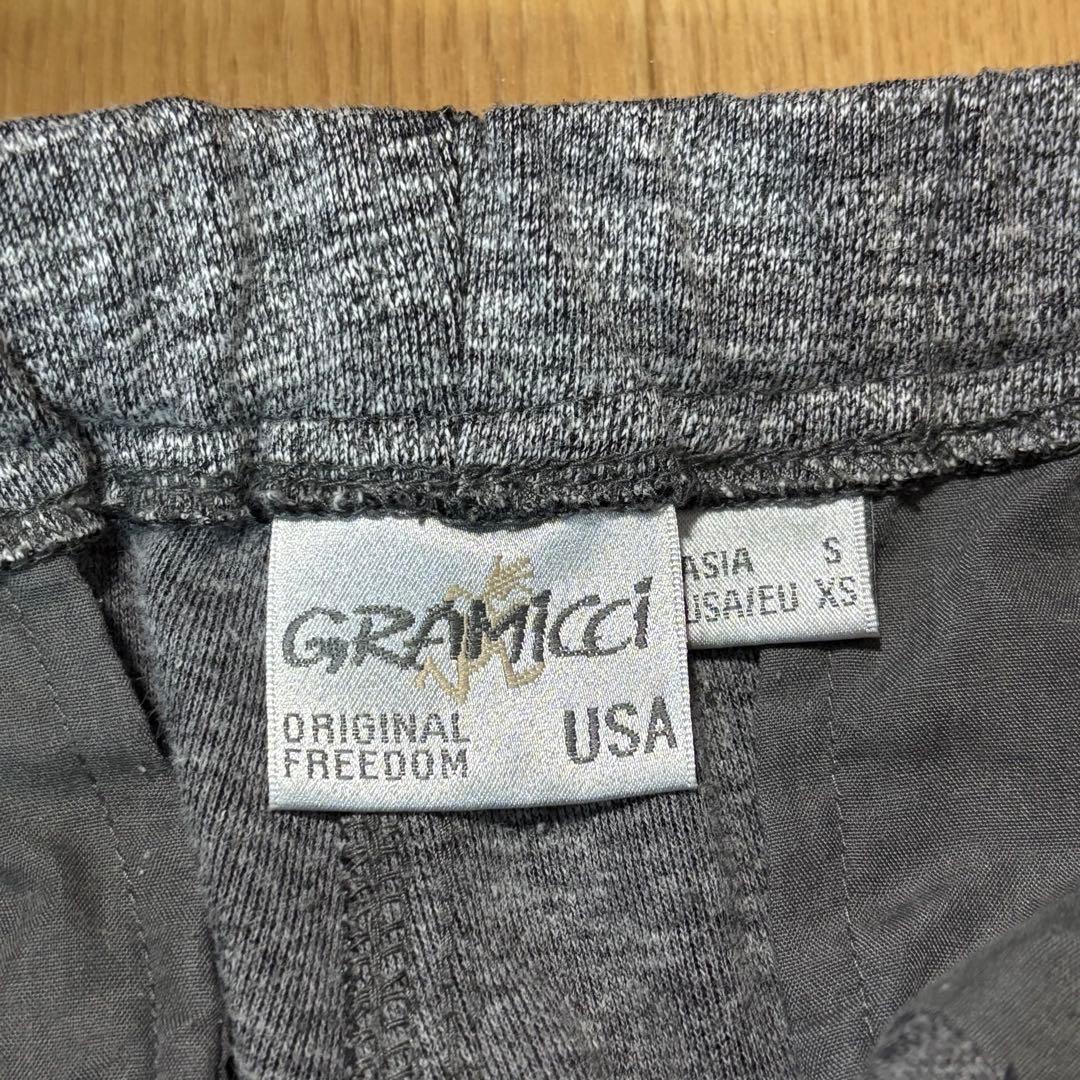 GRAMICCI
ORIGINAL
FREEDOM
USA
ASIA S
USA/EU XS